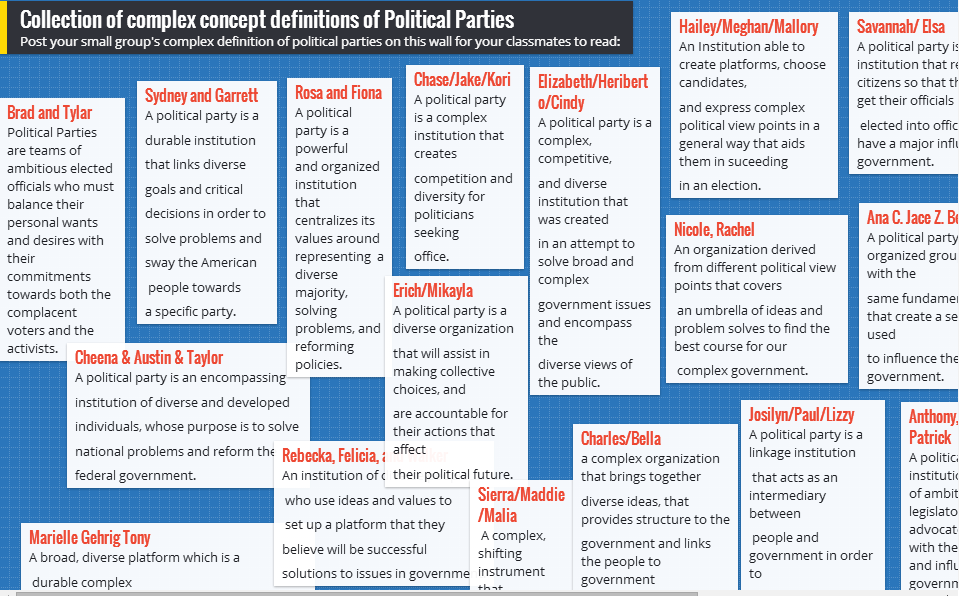 Collection of complex concept definitions of Political Parties
Post your small group's complex definition of political parties on this wall for your classmates to read:
Brad and Tylar
Political Parties
are teams of
ambitious elected
officials who must
balance their
personal wants
and desires with
their
commitments
towards both the
complacent
voters and the
activists.
Sydney and Garrett
A political party is a
durable institution
that links diverse
goals and critical
decisions in order to
solve problems and
sway the American
people towards
a specific party.
Rosa and Fiona
A political
party is a
powerful
and organized
institution
that
centralizes its
values around
representing a
diverse
majority,
solving
problems, and
reforming
policies.
Chase/Jake/Kori
A political party
is a complex
institution that
creates
competition and
diversity for
politicians
seeking
office.
Elizabeth/Heribert
o/Cindy
A political party is a
complex,
competitive,
and diverse
institution that
was created
in an attempt to
solve broad and
complex
government issues
and encompass
the
diverse views of
the public.
Hailey/Meghan/Mallory
An Institution able to
create platforms, choose
candidates,
and express complex
political view points in a
general way that aids
them in suceeding
in an election.
Savannah/ Elsa
A political party is
institution that re
citizens so that th
get their officials
elected into offic
have a major influ
government.
Nicole, Rachel
An organization derived
from different political view
points that covers
an umbrella of ideas and
problem solves to find the
best course for our
complex government.
Ana C. Jace Z. Be
A political party
organized grou
with the
same fundamen
that create a se
used
to influence the
government.
Erich/Mikayla
A political party is a
diverse organization
that will assist in
making collective
choices, and
are accountable for
their actions that
affect
their political future.
Cheena & Austin & Taylor
A political party is an encompassing
institution of diverse and developed
individuals, whose purpose is to solve
national problems and reform the
federal government.
Rebecka, Felicia, a
An institution of c
who use ideas and values to
set up a platform that they
believe will be successful
solutions to issues in governme
Charles/Bella
a complex organization
that brings together
diverse ideas, that
provides structure to the
government and links
the people to
government
Josilyn/Paul/Lizzy
A political party is a
linkage institution
that acts as an
intermediary
between
people and
government in order
to
Anthony,
Patrick
A politica
institutio
of ambit
legislato
advocat
with the
and influ
governm
Sierra/Maddie
/Malia
A complex,
shifting
instrument
that
Marielle Gehrig Tony
A broad, diverse platform which is a
durable complex